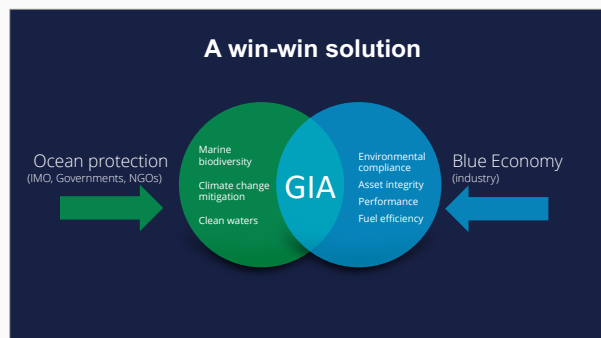 A win-win solution
Ocean protection
(IMO, Governments, NGOs)
Marine
biodiversity
Climate change
mitigation
Clean waters
GIA
Environmental
compliance
Asset integrity
Performance
Fuel efficiency
Blue Economy
(industry)